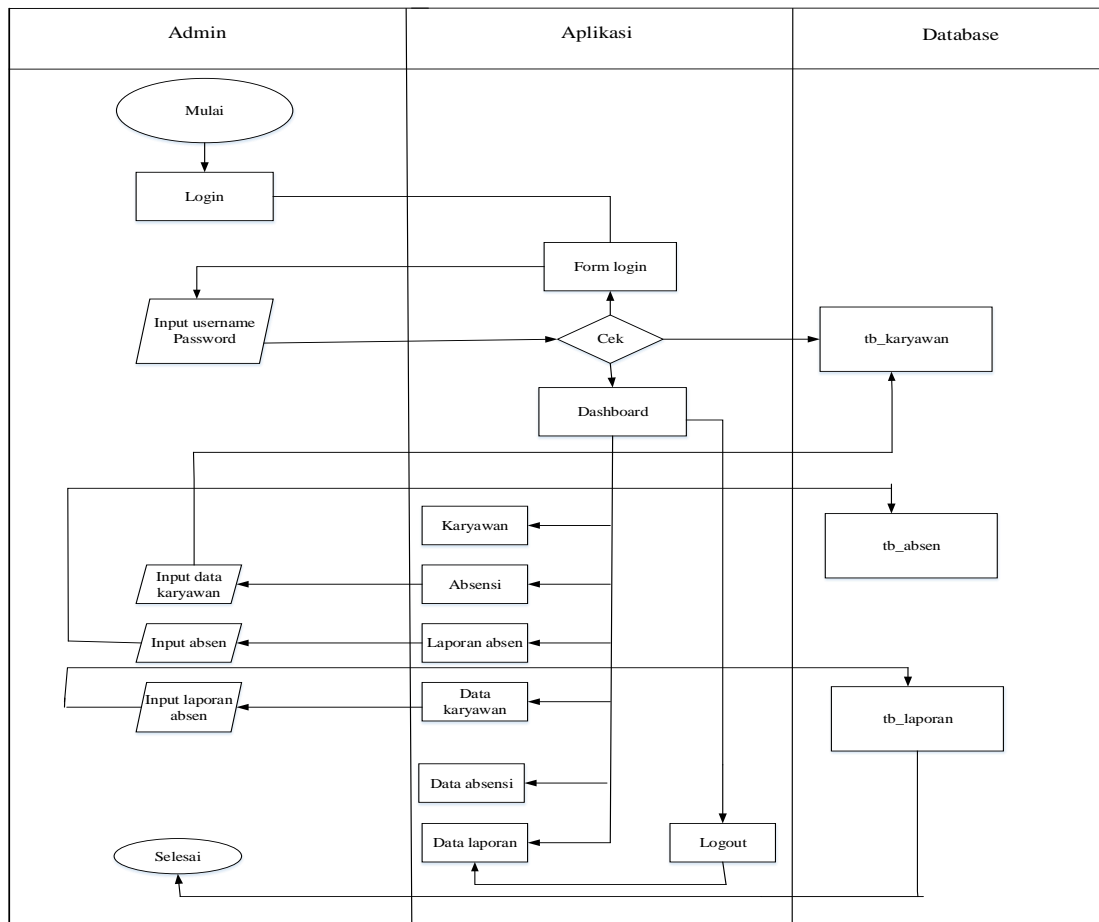 Admin
Aplikasi
Database
Mulai
Login
Form login
Input username
Password
Cek
tb_karyawan
Dashboard
Karyawan
tb_absen
Input data
karyawan
Absensi
Input absen
Laporan absen
Input laporan
absen
Data
karyawan
tb_laporan
Data absensi
Selesai
Data laporan
Logout